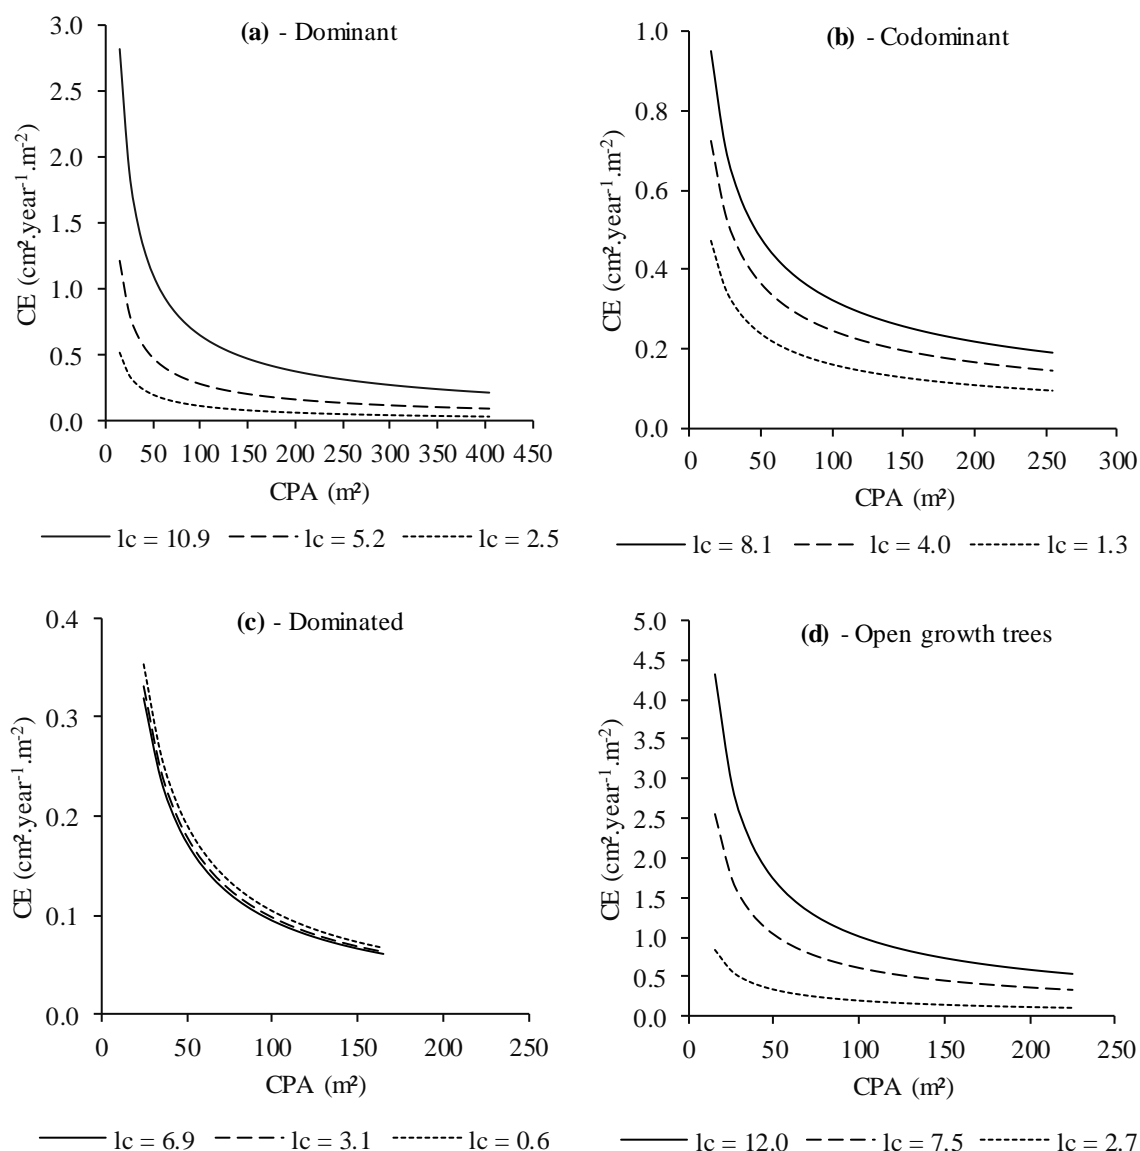 (a) - Dominant
CE (cm².year⁻¹.m⁻²)
3.0
2.5
2.0
1.5
1.0
0.5
0.0
0 50 100 150 200 250 300 350 400 450
CPA (m²)
lc = 10.9 lc = 5.2 lc = 2.5
(b) - Codominant
CE (cm².year⁻¹.m⁻²)
1.0
0.8
0.6
0.4
0.2
0.0
0 50 100 150 200 250 300
CPA (m²)
lc = 8.1 lc = 4.0 lc = 1.3
(c) - Dominated
CE (cm².year⁻¹.m⁻²)
0.4
0.3
0.2
0.1
0.0
0 50 100 150 200 250
CPA (m²)
lc = 6.9 lc = 3.1 lc = 0.6
(d) - Open growth trees
CE (cm².year⁻¹.m⁻²)
5.0
4.5
4.0
3.5
3.0
2.5
2.0
1.5
1.0
0.5
0.0
0 50 100 150 200 250
CPA (m²)
lc = 12.0 lc = 7.5 lc = 2.7